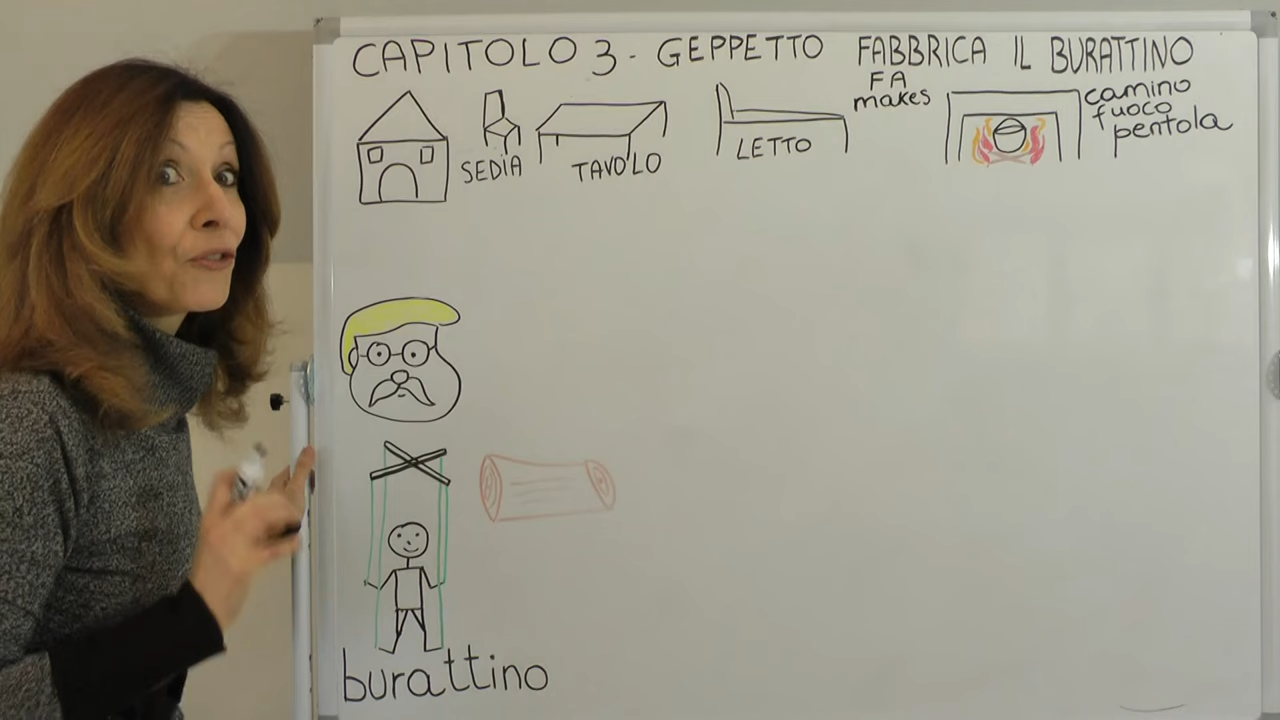 CAPITOLO 3 - GEPPETTO FABBRICA IL BURATTINO
FA
makes
SEDIA
TAVOLO
LETTO
camino
fuoco
pentola
burattino